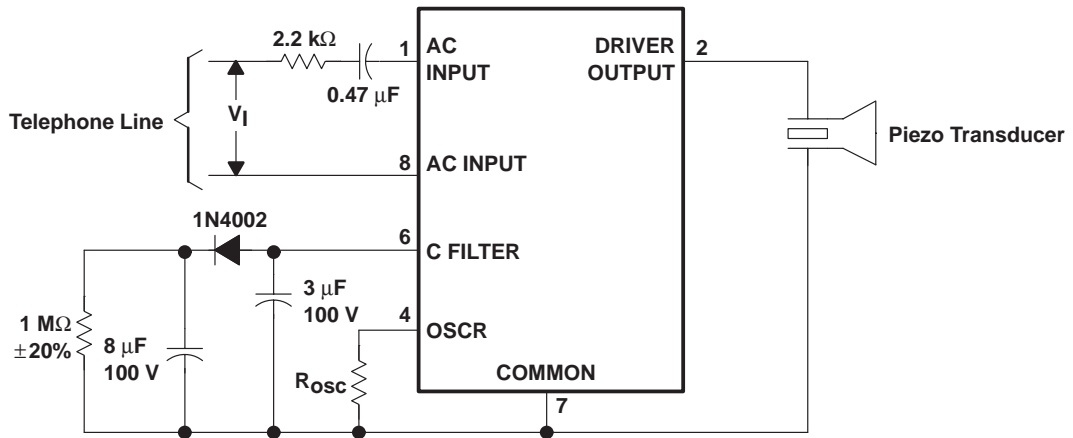 2.2 kΩ
1
AC
INPUT
DRIVER
OUTPUT
2
0.47 μF
Telephone Line
VI
Piezo Transducer
8
AC INPUT
1N4002
6
C FILTER
3 μF
100 V
4
OSCR
1 MΩ
±20%
8 μF
100 V
Rosc
COMMON
7